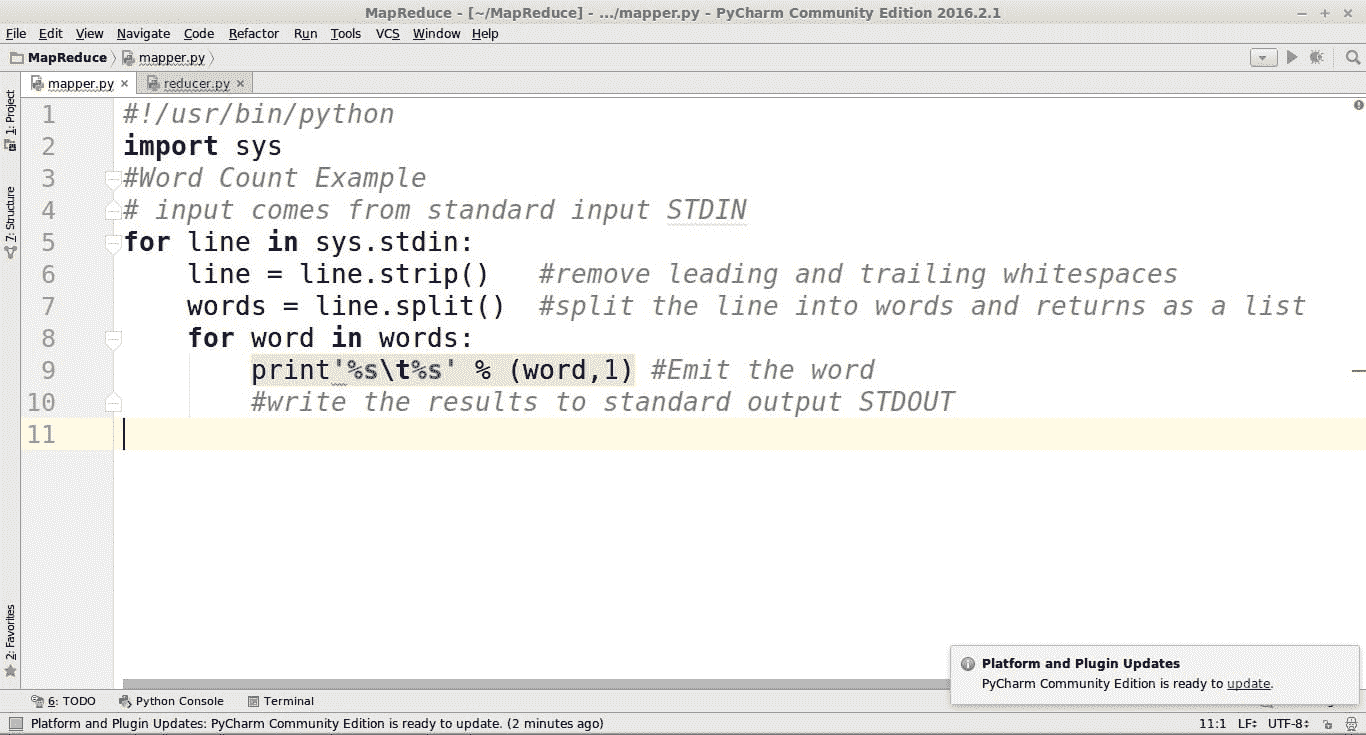 MapReduce - [~/MapReduce] - .../mapper.py - PyCharm Community Edition 2016.2.1
File Edit View Navigate Code Refactor Run Tools VCS Window Help
MapReduce mapper.py
mapper.py reducer.py
1: Project
7: Structure
2: Favorites
1 #!/usr/bin/python
2 import sys
3 #Word Count Example
4 # input comes from standard input STDIN
5 for line in sys.stdin:
6     line = line.strip()   #remove leading and trailing whitespaces
7     words = line.split()  #split the line into words and returns as a list
8     for word in words:
9         print'%s\t%s' % (word,1) #Emit the word
10         #write the results to standard output STDOUT
11
Platform and Plugin Updates
PyCharm Community Edition is ready to update.
6: TODO Python Console Terminal
Platform and Plugin Updates: PyCharm Community Edition is ready to update. (2 minutes ago) 11:1 LF UTF-8